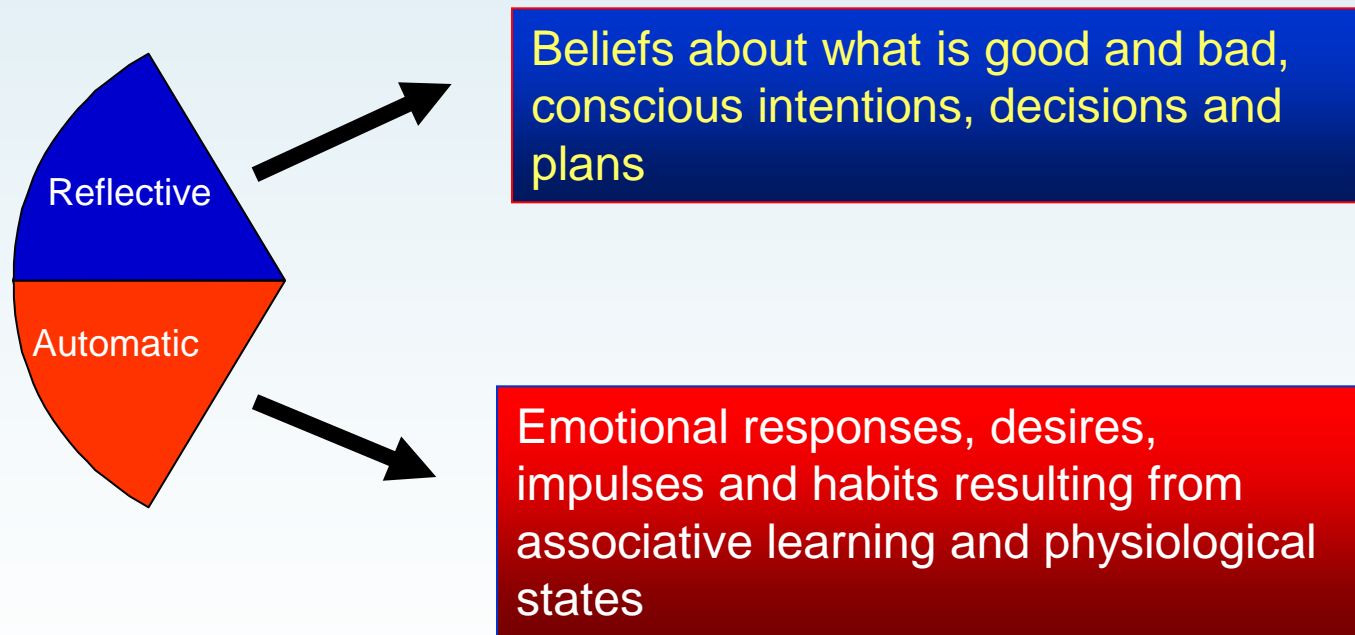 Beliefs about what is good and bad,
conscious intentions, decisions and
plans
Reflective
Automatic
Emotional responses, desires,
impulses and habits resulting from
associative learning and physiological
states